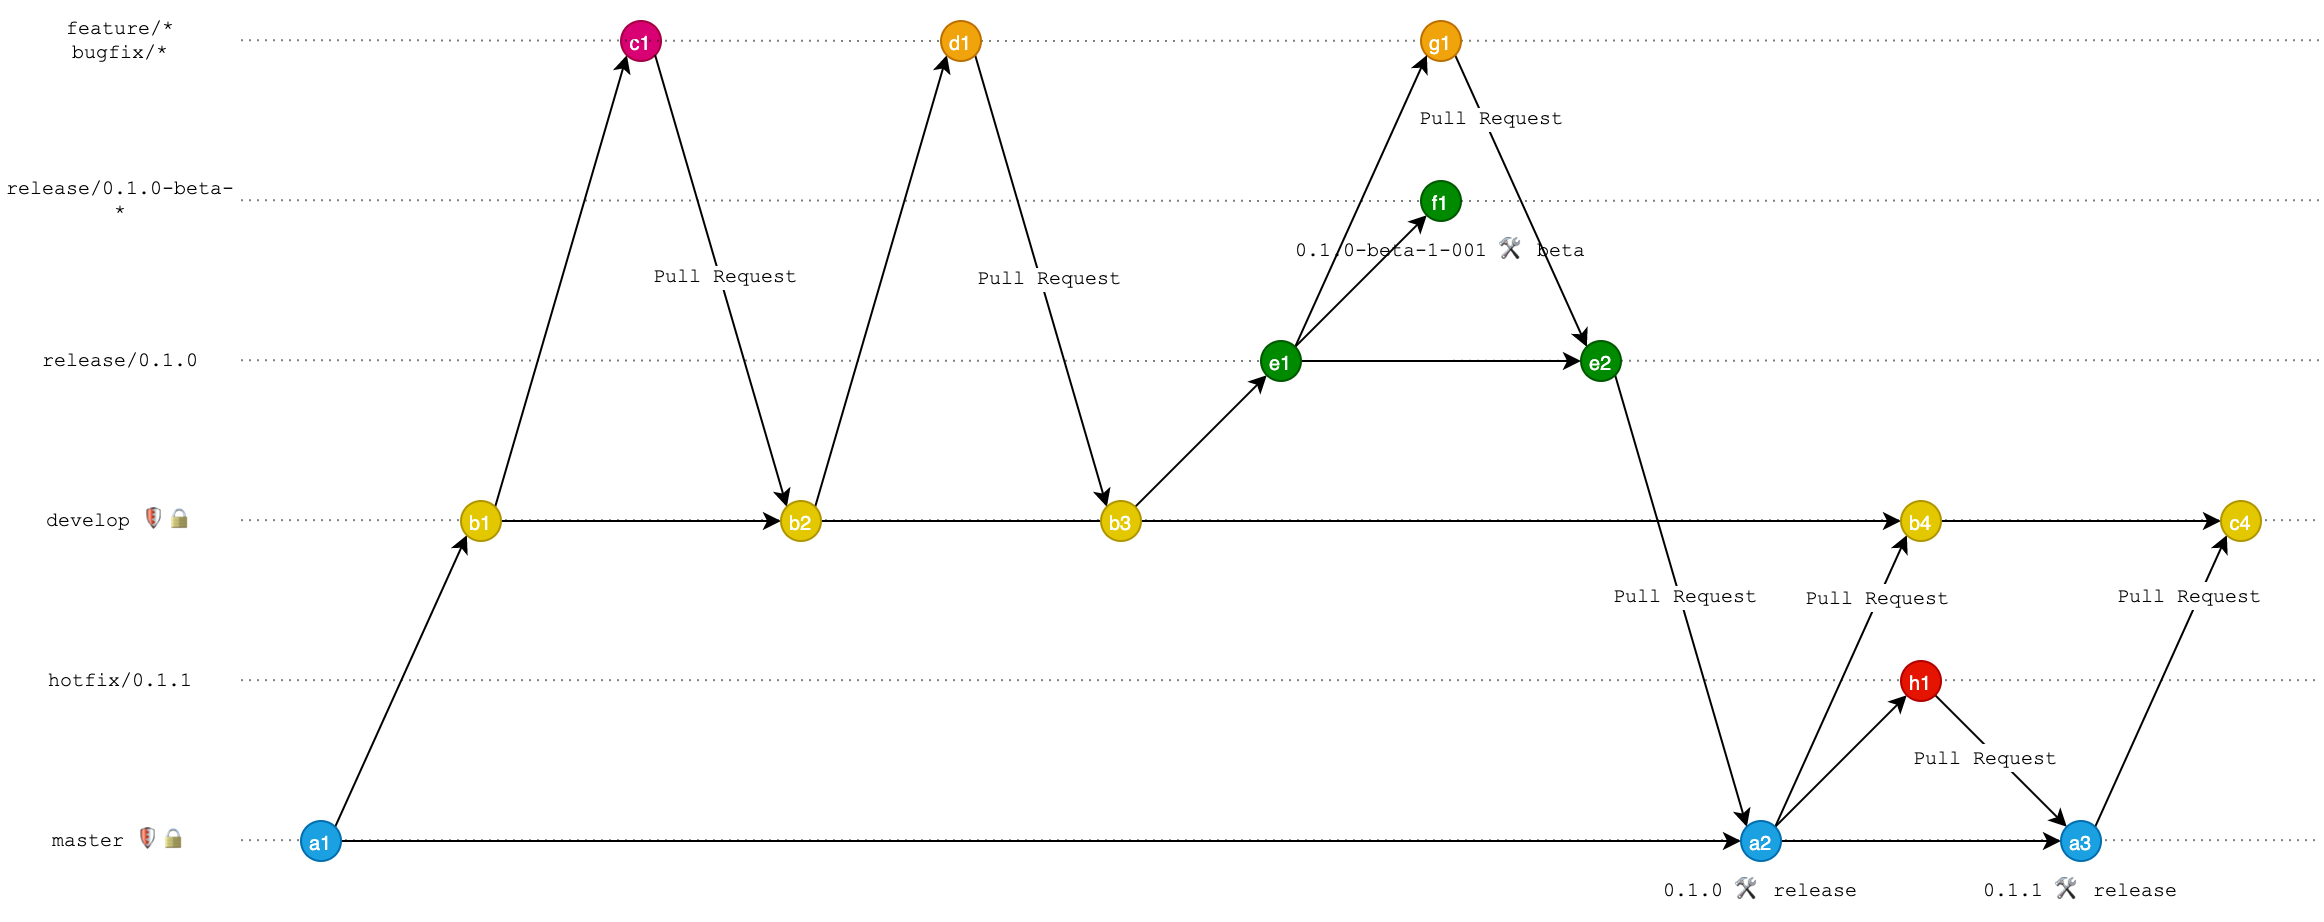 feature/*
bugfix/*
c1
d1
g1
Pull Request
release/0.1.0-beta-
*
f1
0.1.0-beta-1-001 🛠 beta
Pull Request
Pull Request
release/0.1.0
e1
e2
develop
b1
b2
b3
b4
c4
Pull Request
Pull Request
Pull Request
hotfix/0.1.1
h1
Pull Request
master
a1
a2
a3
0.1.0 🛠 release
0.1.1 🛠 release